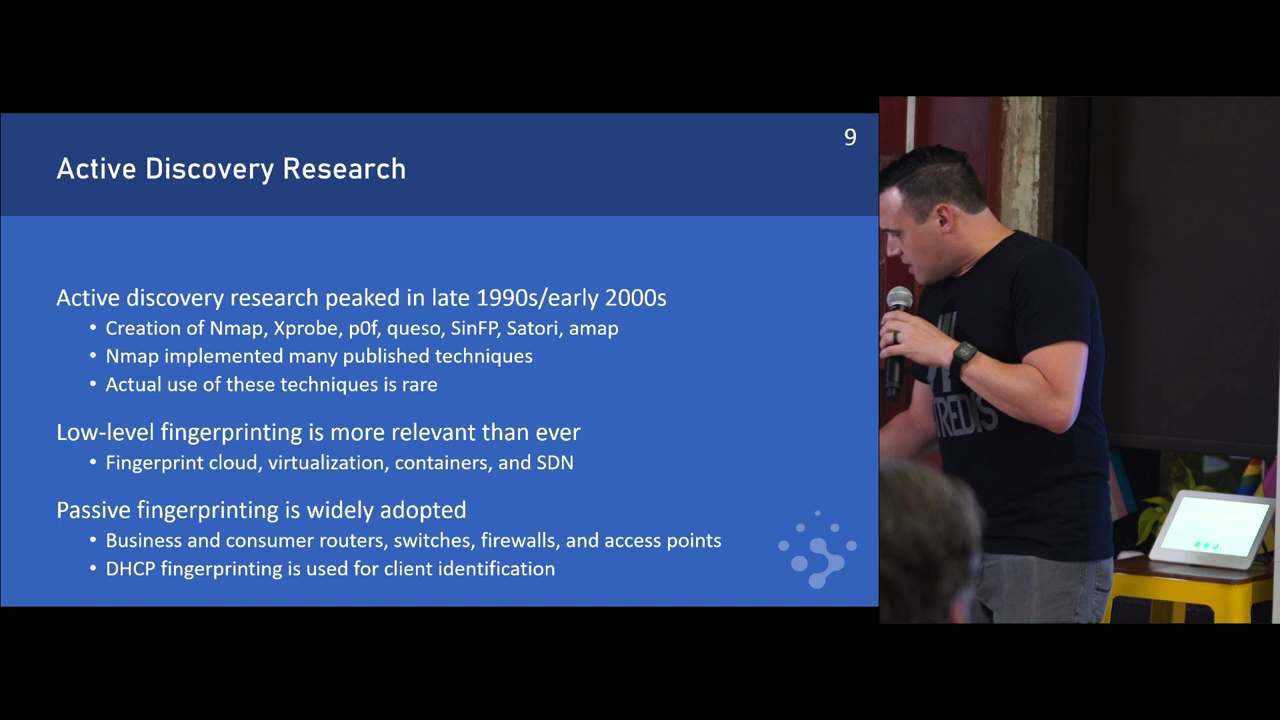 9
Active Discovery Research
Active discovery research peaked in late 1990s/early 2000s
• Creation of Nmap, Xprobe, p0f, queso, SinFP, Satori, amap
• Nmap implemented many published techniques
• Actual use of these techniques is rare
Low-level fingerprinting is more relevant than ever
• Fingerprint cloud, virtualization, containers, and SDN
Passive fingerprinting is widely adopted
• Business and consumer routers, switches, firewalls, and access points
• DHCP fingerprinting is used for client identification
TREDIS